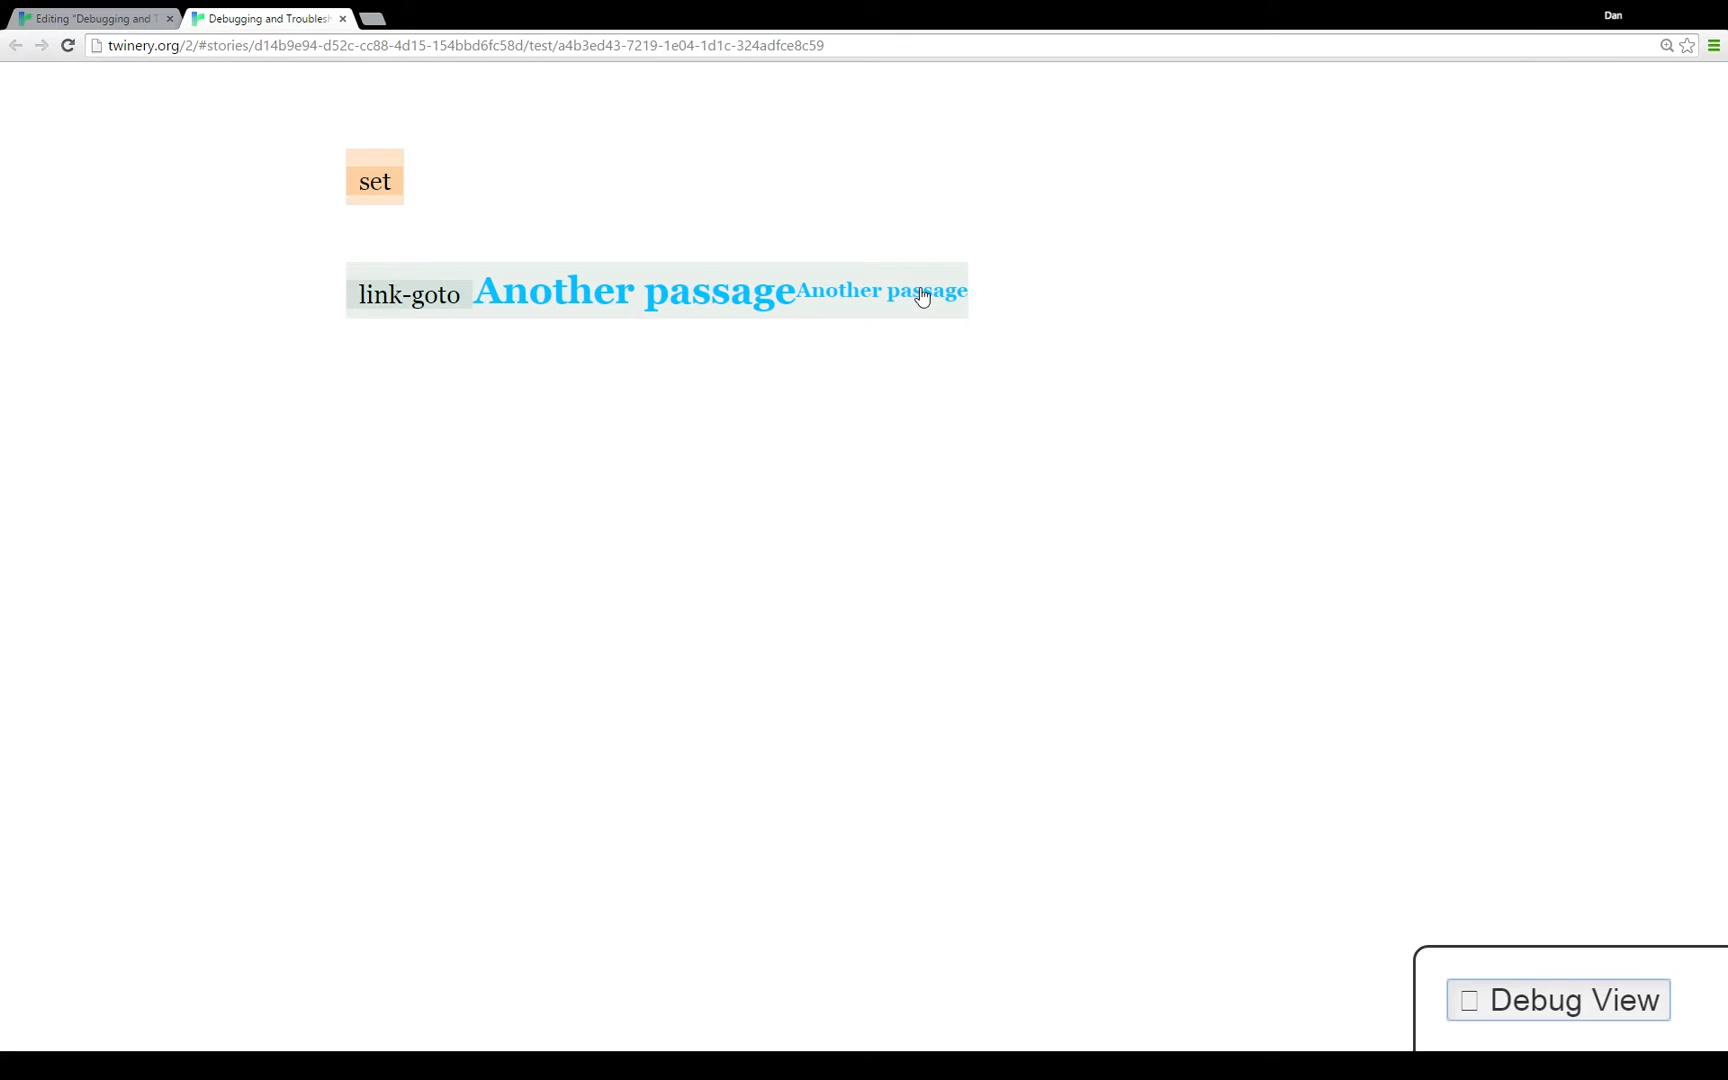 Editing "Debugging and T
Debugging and Troublesh
Dan
twinery.org/2/#stories/d14b9e94-d52c-cc88-4d15-154bbd6fc58d/test/a4b3ed43-7219-1e04-1d1c-324adfce8c59
set
link-goto Another passageAnother passage
Debug View